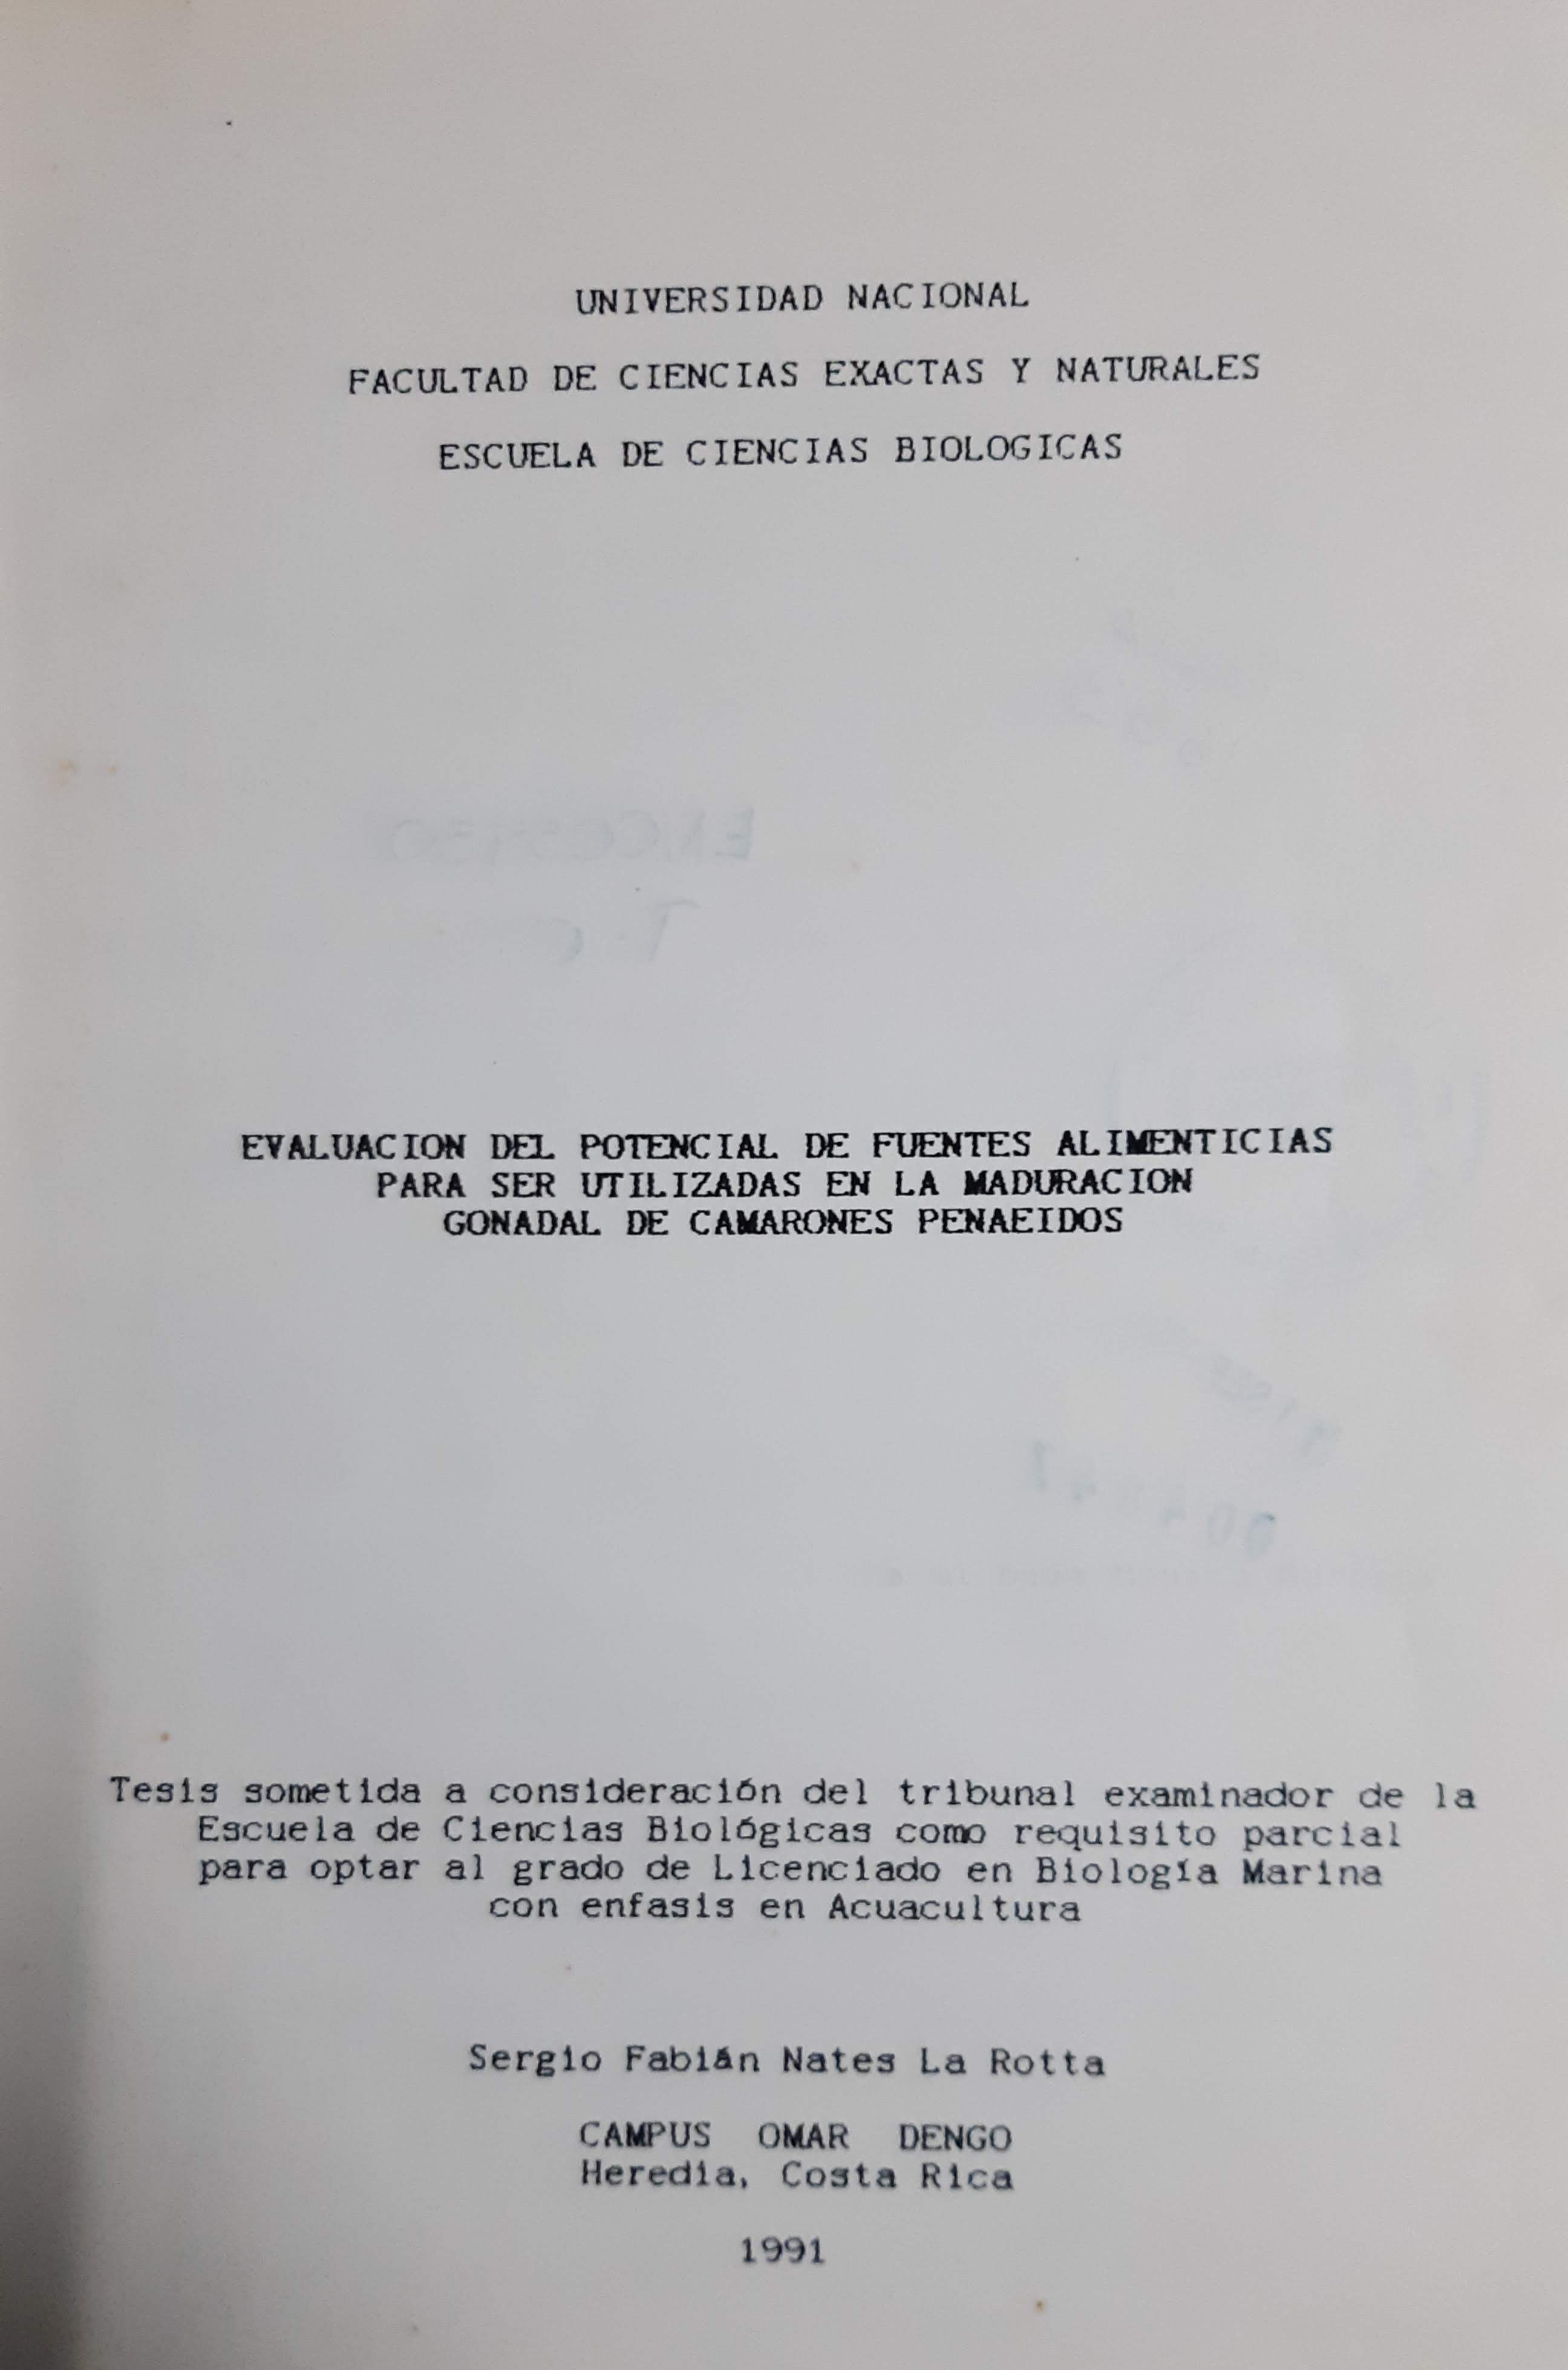 UNIVERSIDAD NACIONAL
FACULTAD DE CIENCIAS EXACTAS Y NATURALES
ESCUELA DE CIENCIAS BIOLOGICAS
EVALUACION DEL POTENCIAL DE FUENTES ALIMENTICIAS
PARA SER UTILIZADAS EN LA MADURACION
GONADAL DE CAMARONES PENAEIDOS
Tesis sometida a consideración del tribunal examinador de la
Escuela de Ciencias Biológicas como requisito parcial
para optar al grado de Licenciado en Biología Marina
con enfasis en Acuacultura
Sergio Fabián Nates La Rotta
CAMPUS OMAR DENGO
Heredia, Costa Rica
1991